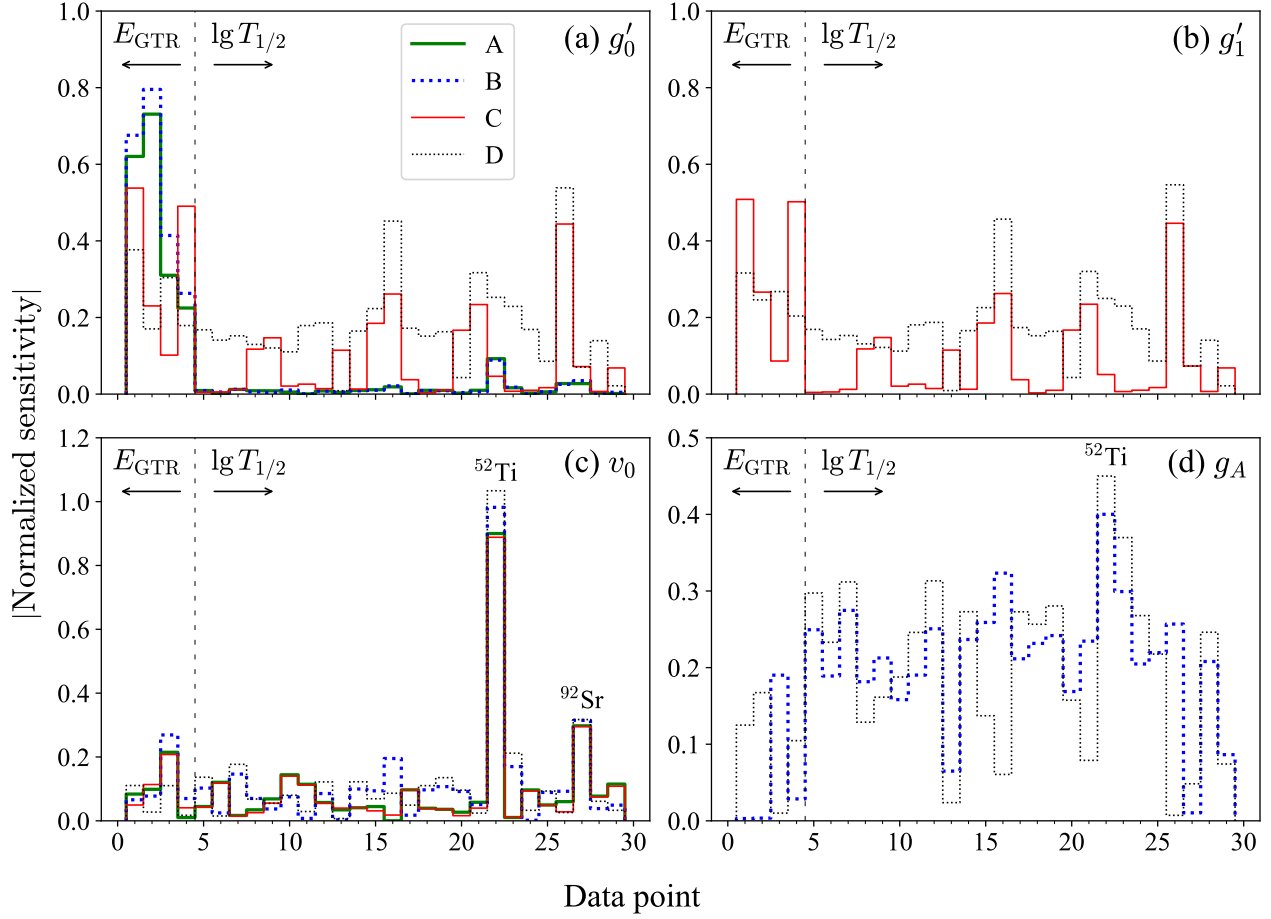 |Normalized sensitivity|
1.0
0.8
0.6
0.4
0.2
0.0
E_GTR lg T_1/2
(a) g′_0
A
B
C
D
1.0
0.8
0.6
0.4
0.2
0.0
E_GTR lg T_1/2
(b) g′_1
1.2
1.0
0.8
0.6
0.4
0.2
0.0
E_GTR lg T_1/2
(c) v_0
⁵²Ti
⁹²Sr
0 5 10 15 20 25 30
0.5
0.4
0.3
0.2
0.1
0.0
E_GTR lg T_1/2
⁵²Ti
(d) g_A
0 5 10 15 20 25 30
Data point